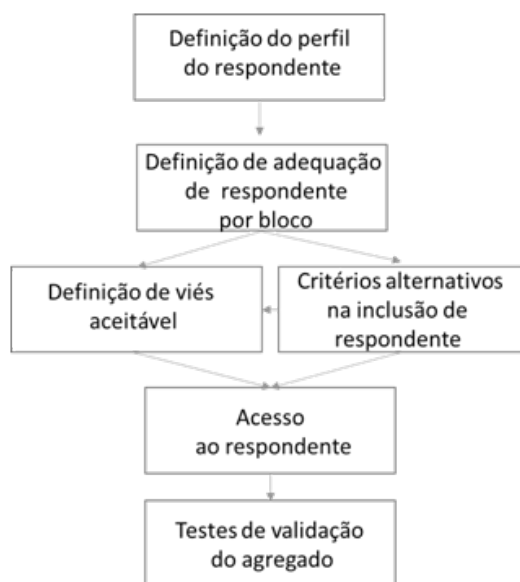 Definição do perfil
do respondente
Definição de adequação
de respondente
por bloco
Definição de viés
aceitável
Critérios alternativos
na inclusão de
respondente
Acesso
ao respondente
Testes de validação
do agregado